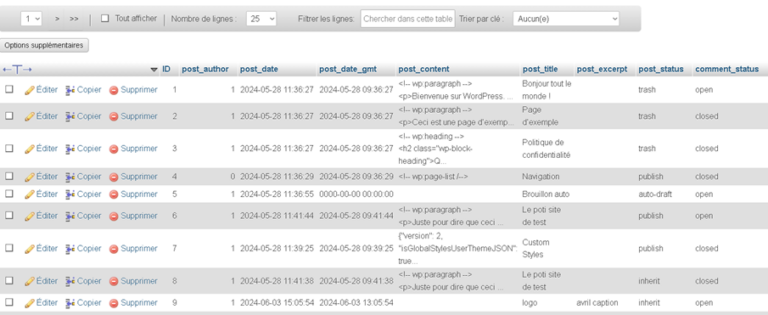 1 > >> Tout afficher Nombre de lignes : 25 Filtrer les lignes: Chercher dans cette table Trier par clé : Aucun(e)
Options supplémentaires
←T→ ID post_author post_date post_date_gmt post_content post_title post_excerpt post_status comment_status
Éditer Copier Supprimer 1 1 2024-05-28 11:36:27 2024-05-28 09:36:27 <!-- wp:paragraph --> <p>Bienvenue sur WordPress. ... Bonjour tout le monde ! trash open
Éditer Copier Supprimer 2 1 2024-05-28 11:36:27 2024-05-28 09:36:27 <!-- wp:paragraph --> <p>Ceci est une page d'exemp... Page d'exemple trash closed
Éditer Copier Supprimer 3 1 2024-05-28 11:36:27 2024-05-28 09:36:27 <!-- wp:heading --> <h2 class="wp-block-heading">Q... Politique de confidentialité trash closed
Éditer Copier Supprimer 4 0 2024-05-28 11:36:29 2024-05-28 09:36:29 <!-- wp:page-list /--> Navigation publish closed
Éditer Copier Supprimer 5 1 2024-05-28 11:36:55 0000-00-00 00:00:00 Brouillon auto auto-draft open
Éditer Copier Supprimer 6 1 2024-05-28 11:41:44 2024-05-28 09:41:44 <!-- wp:paragraph --> <p>Juste pour dire que ceci ... Le poti site de test publish open
Éditer Copier Supprimer 7 1 2024-05-28 11:39:25 2024-05-28 09:39:25 {"version": 2, "isGlobalStylesUserThemeJSON": true... Custom Styles publish closed
Éditer Copier Supprimer 8 1 2024-05-28 11:41:38 2024-05-28 09:41:38 <!-- wp:paragraph --> <p>Juste pour dire que ceci ... Le poti site de test inherit closed
Éditer Copier Supprimer 9 1 2024-06-03 15:05:54 2024-06-03 13:05:54 logo avril caption inherit open